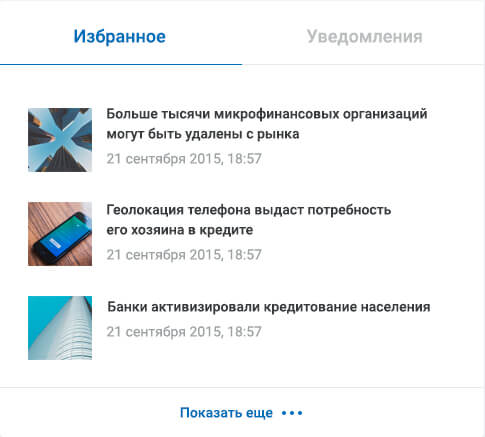 Избранное
Уведомления
Больше тысячи микрофинансовых организаций
могут быть удалены с рынка
21 сентября 2015, 18:57
Геолокация телефона выдаст потребность
его хозяина в кредите
21 сентября 2015, 18:57
Банки активизировали кредитование населения
21 сентября 2015, 18:57
Показать еще •••